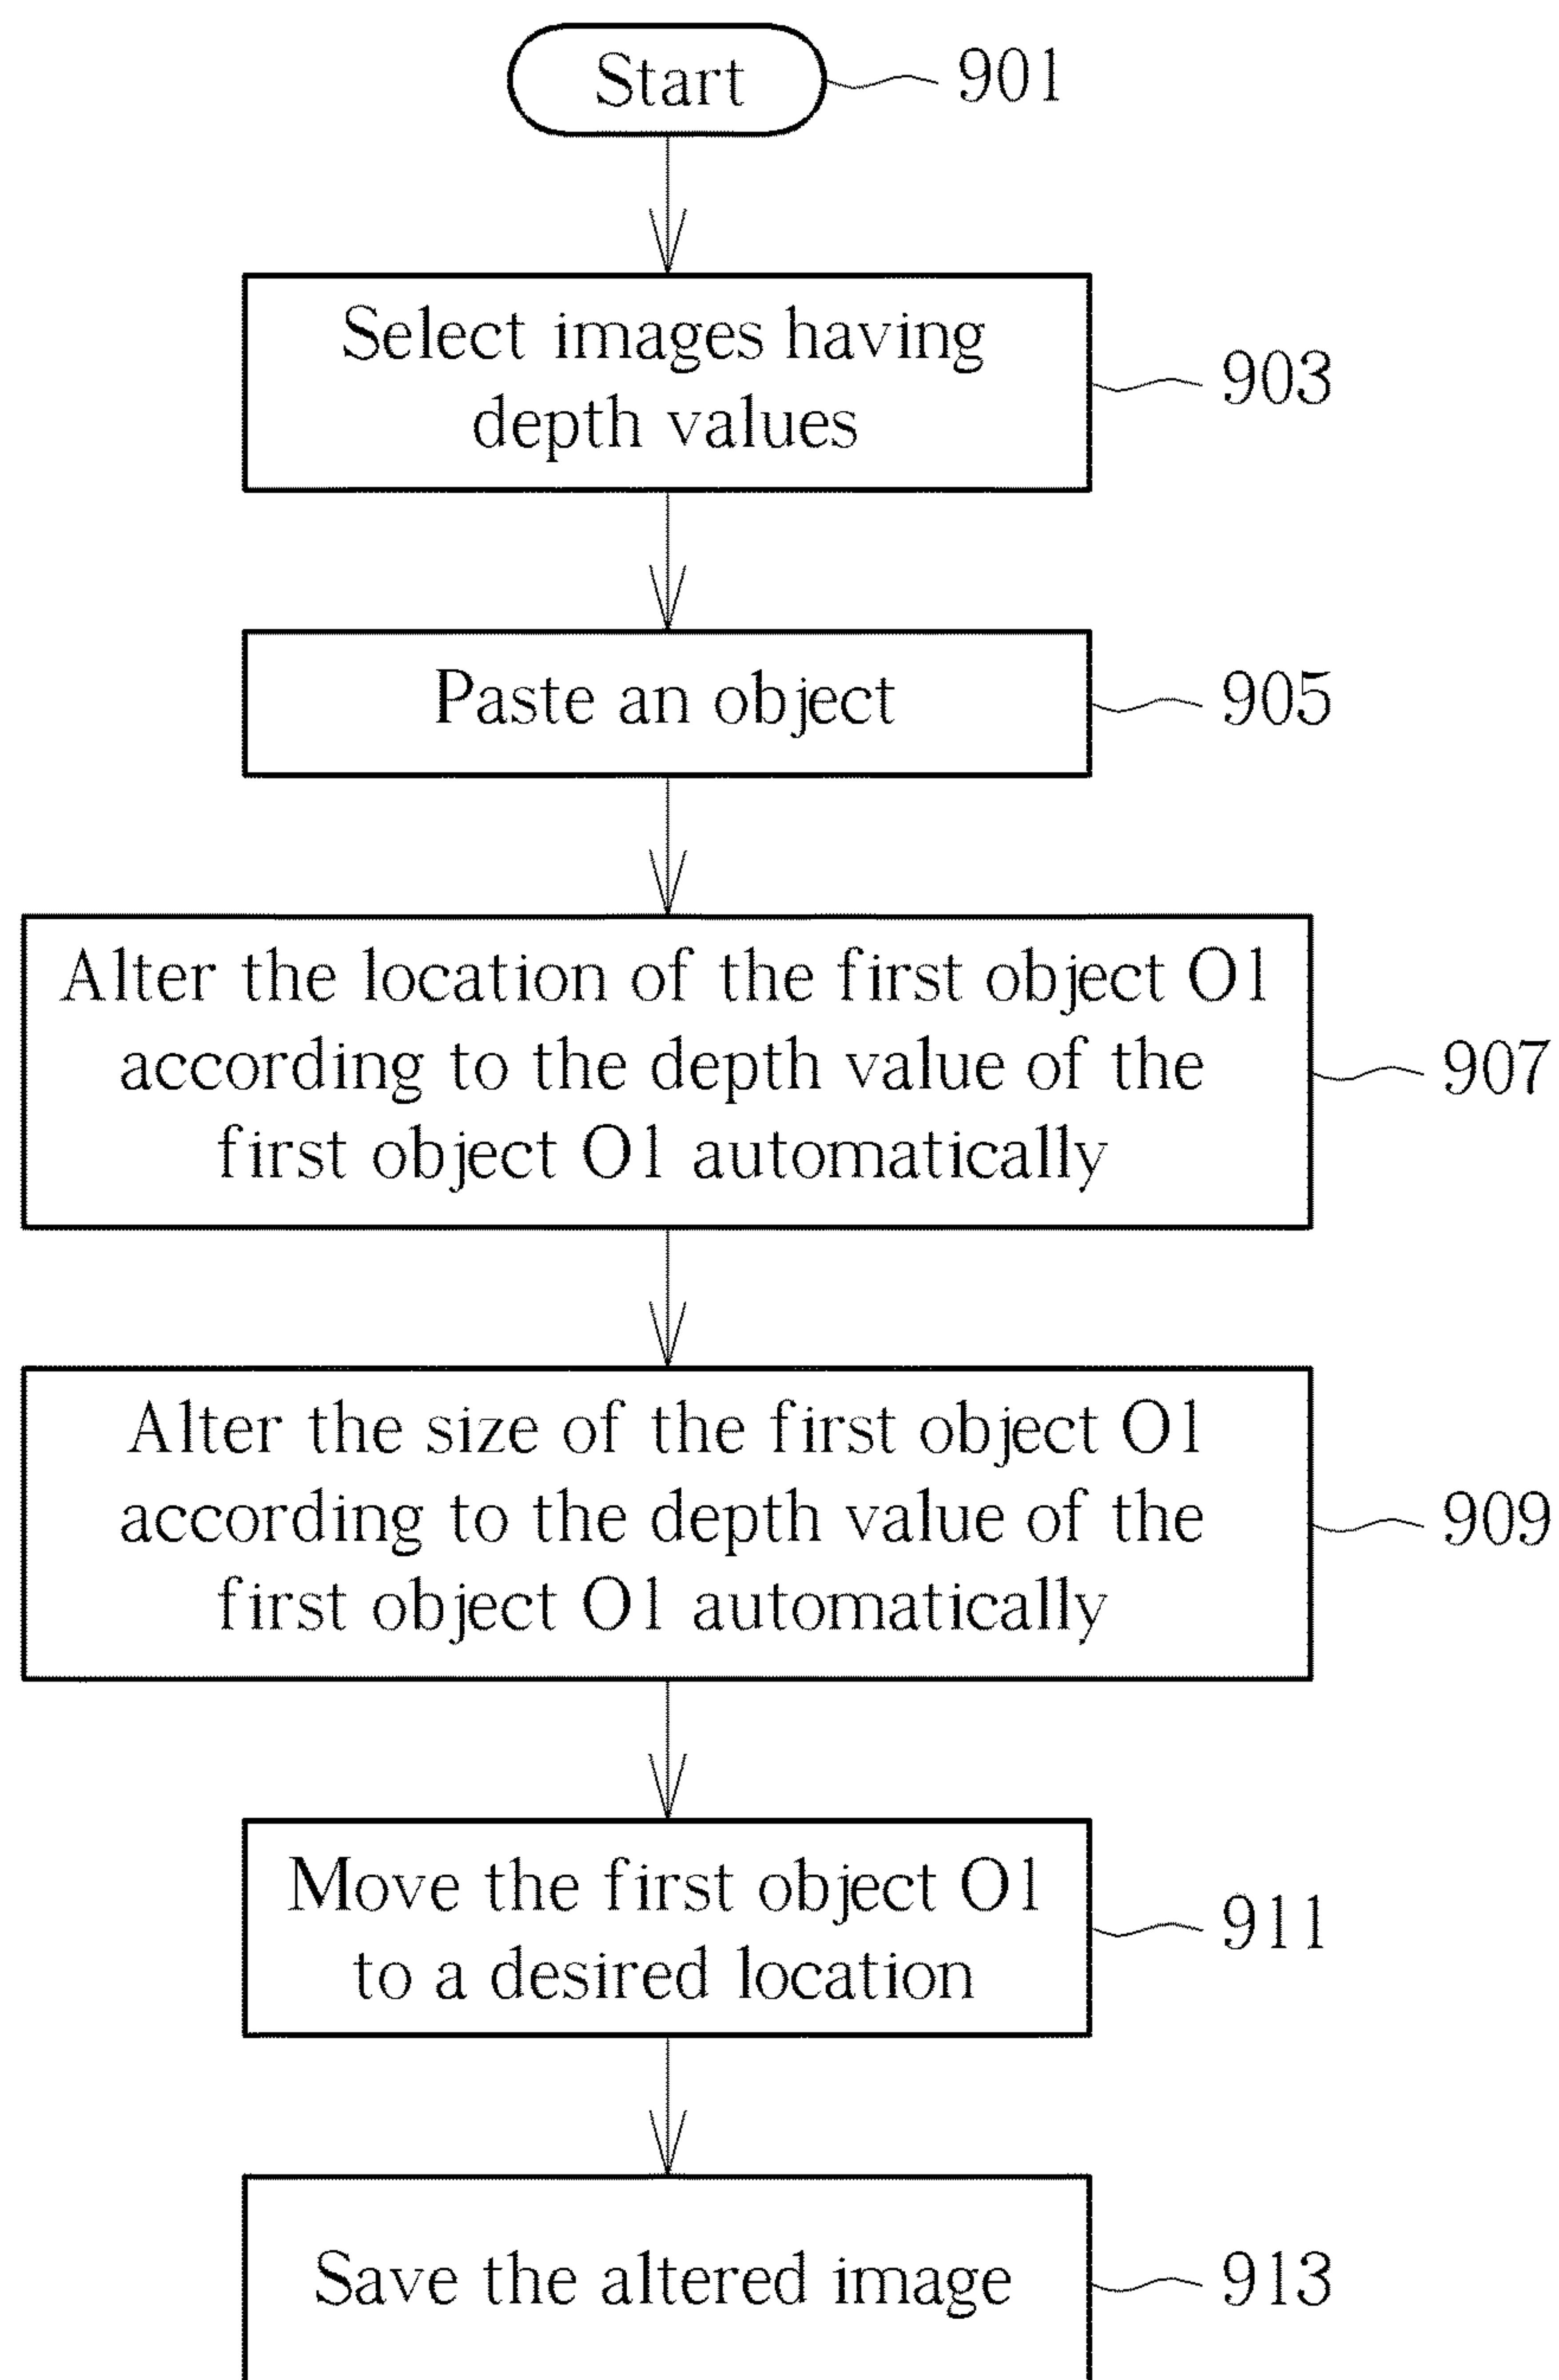 Start
901
Select images having
depth values
903
Paste an object
905
Alter the location of the first object O1
according to the depth value of the
first object O1 automatically
907
Alter the size of the first object O1
according to the depth value of the
first object O1 automatically
909
Move the first object O1
to a desired location
911
Save the altered image
913